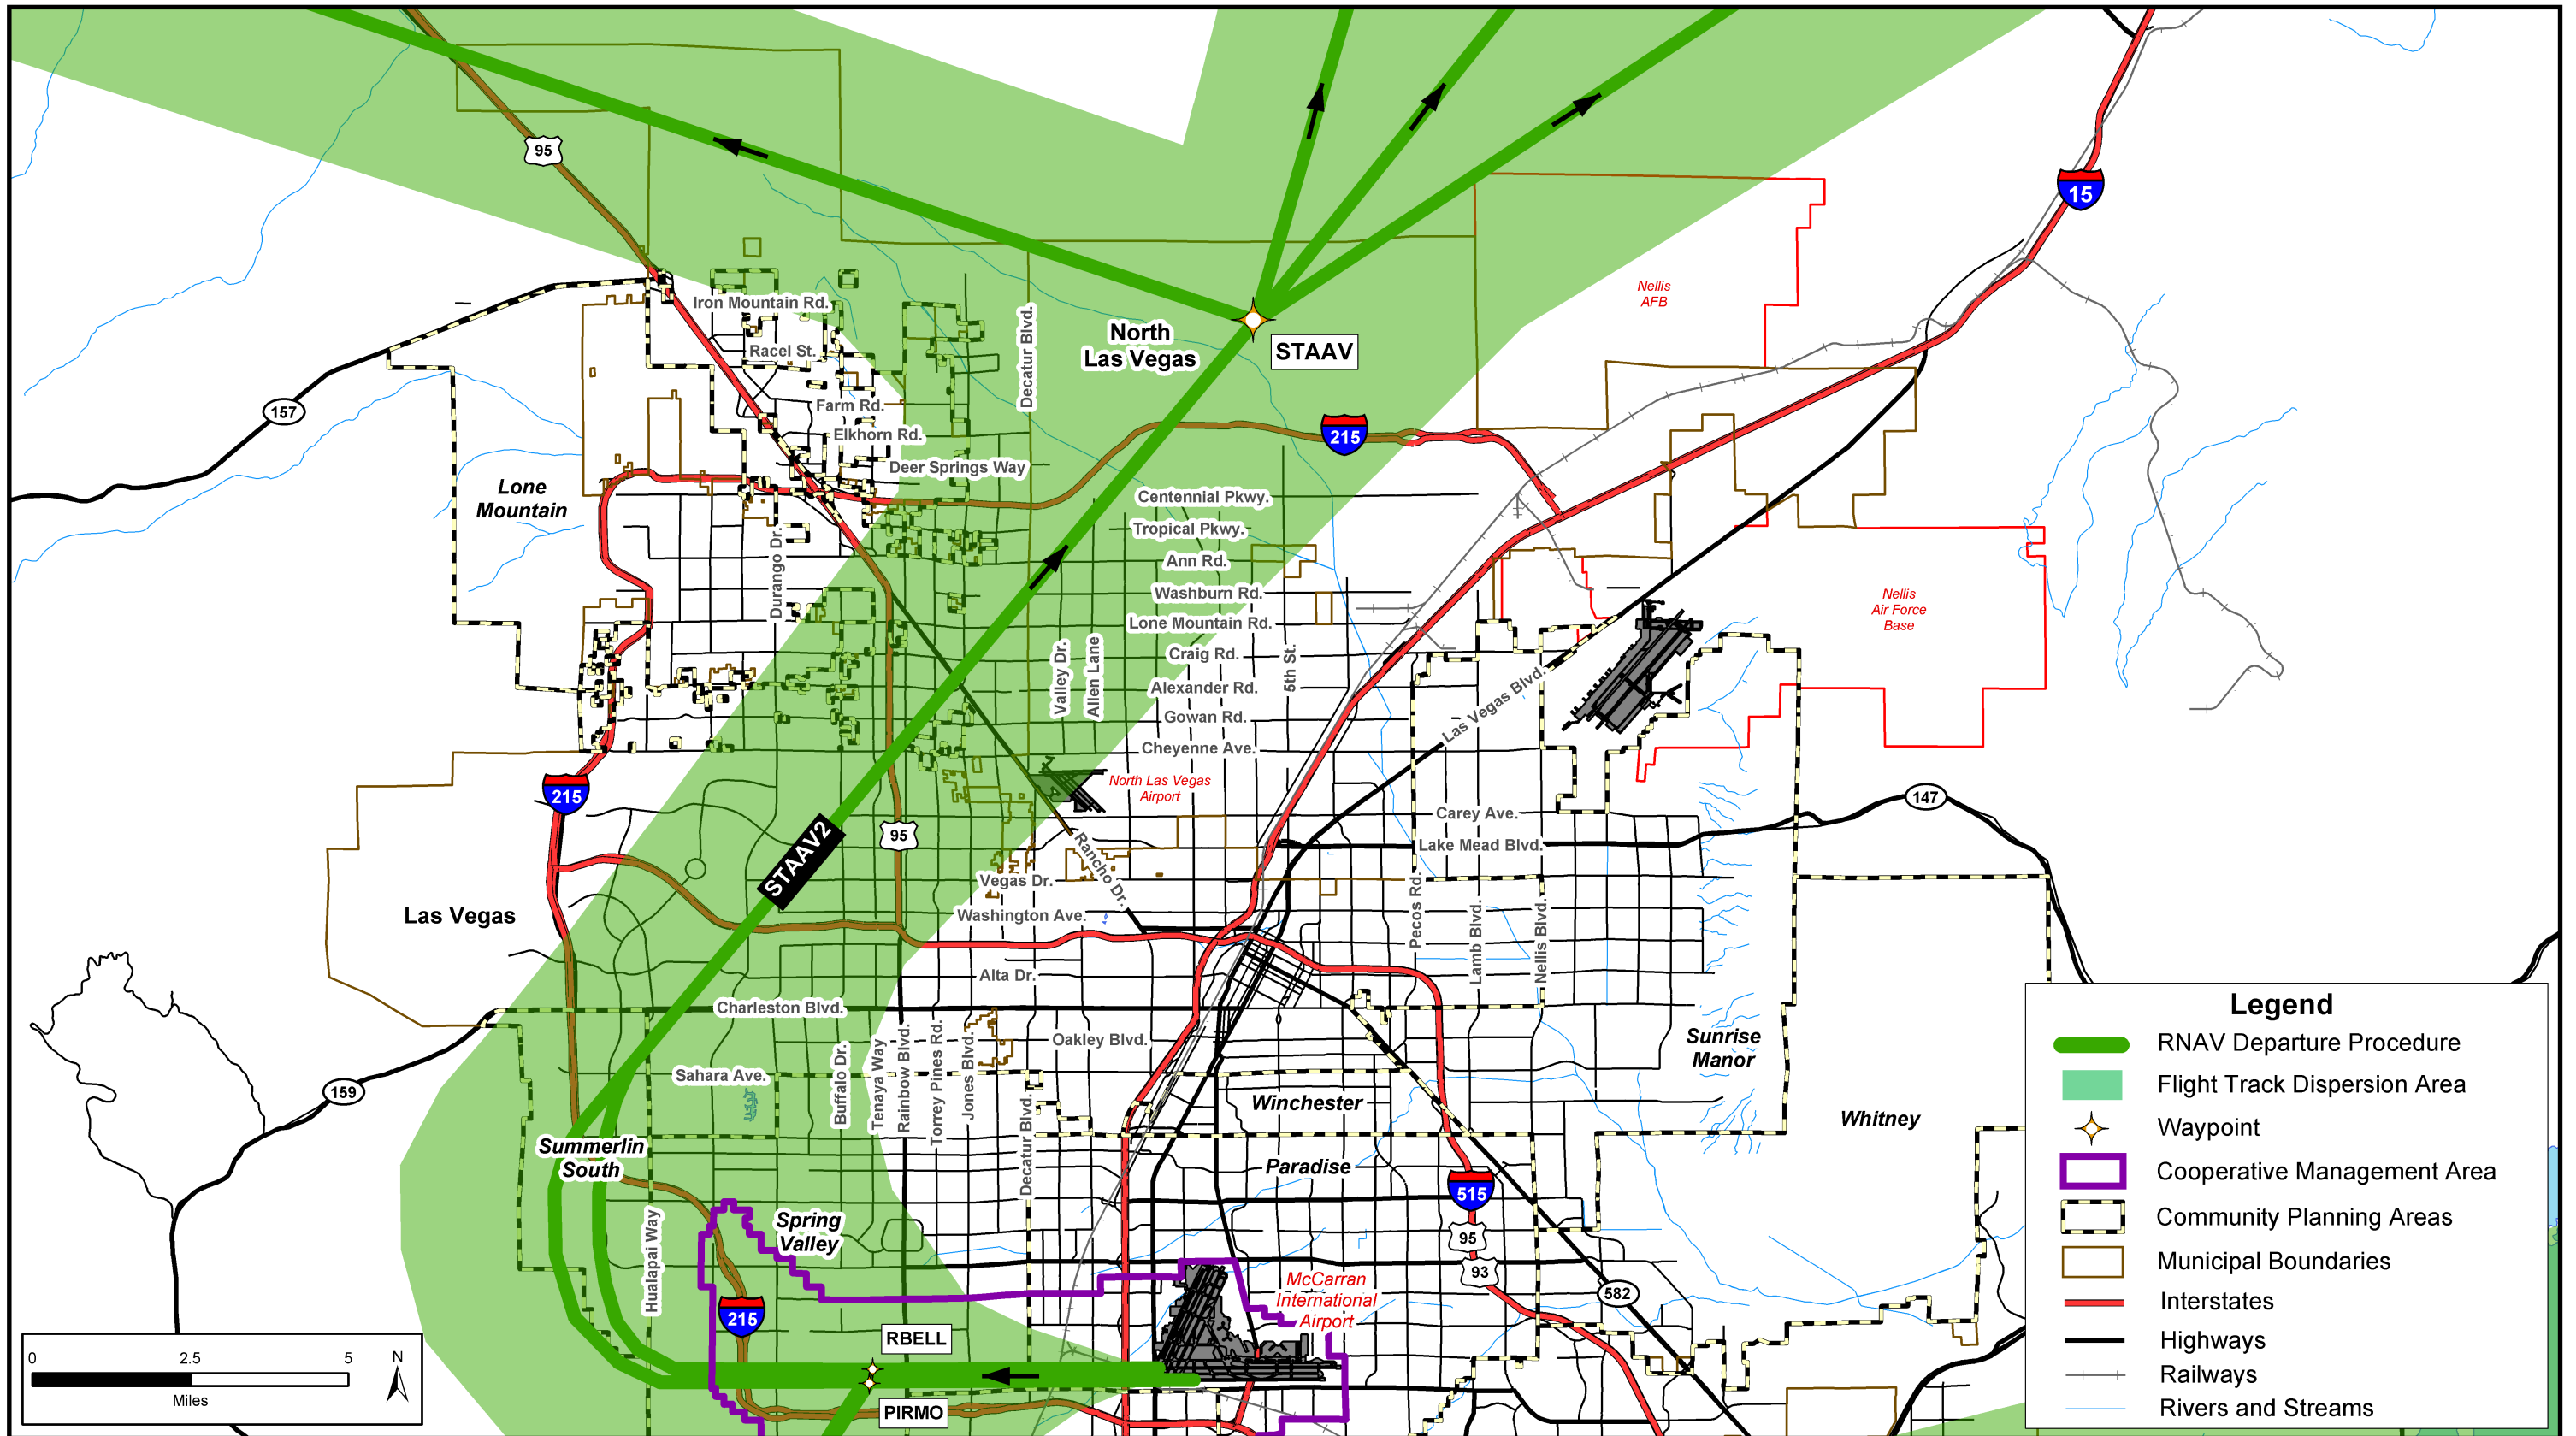 95
15
Nellis
AFB
Iron Mountain Rd.
North
Las Vegas
STAAV
Racel St.
Decatur Blvd.
157
Farm Rd.
Elkhorn Rd.
215
Deer Springs Way
Lone
Mountain
Centennial Pkwy.
Tropical Pkwy.
Durango Dr.
Ann Rd.
Washburn Rd.
Nellis
Air Force
Base
Lone Mountain Rd.
Valley Dr.
Allen Lane
Craig Rd.
5th St.
Alexander Rd.
Las Vegas Blvd.
Gowan Rd.
Cheyenne Ave.
North Las Vegas
Airport
215
147
95
STAAV2
Carey Ave.
Lake Mead Blvd.
Rancho Dr.
Vegas Dr.
Las Vegas
Washington Ave.
Pecos Rd.
Lamb Blvd.
Nellis Blvd.
Alta Dr.
Charleston Blvd.
Buffalo Dr.
Tenaya Way
Rainbow Blvd.
Torrey Pines Rd.
Jones Blvd.
Oakley Blvd.
Sunrise
Manor
Sahara Ave.
159
Winchester
Decatur Blvd.
Whitney
Summerlin
South
Paradise
515
Hualapai Way
Spring
Valley
95
93
582
McCarran
International
Airport
215
RBELL
PIRMO
0
2.5
5
Miles
N
Legend
RNAV Departure Procedure
Flight Track Dispersion Area
Waypoint
Cooperative Management Area
Community Planning Areas
Municipal Boundaries
Interstates
Highways
Railways
Rivers and Streams